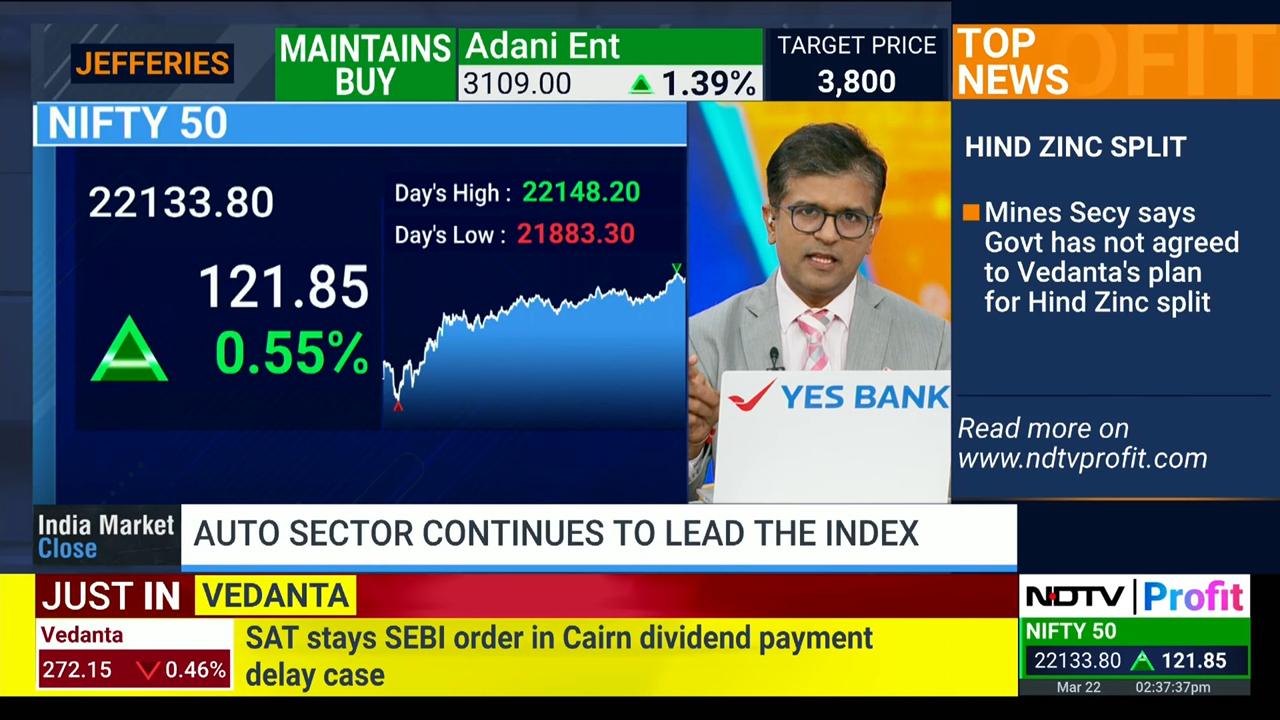 JEFFERIES
MAINTAINS
BUY
Adani Ent
3109.00 1.39%
TARGET PRICE
3,800
TOP
NEWS
NIFTY 50
22133.80
121.85
0.55%
Day's High : 22148.20
Day's Low : 21883.30
YES BANK
HIND ZINC SPLIT
Mines Secy says
Govt has not agreed
to Vedanta's plan
for Hind Zinc split
Read more on
www.ndtvprofit.com
India Market
Close
AUTO SECTOR CONTINUES TO LEAD THE INDEX
JUST IN VEDANTA
Vedanta
272.15 0.46%
SAT stays SEBI order in Cairn dividend payment
delay case
NDTV Profit
NIFTY 50
22133.80 121.85
Mar 22 02:37:37pm